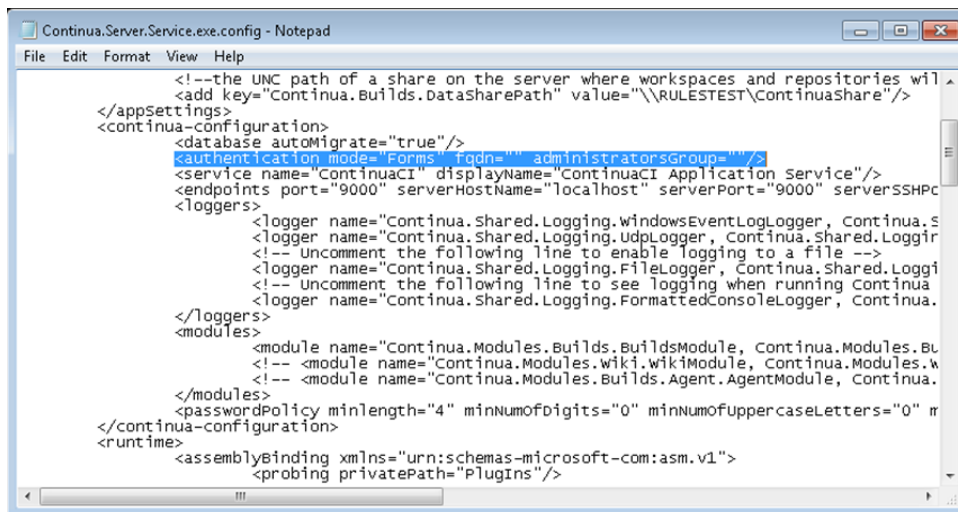 Continua.Server.Service.exe.config - Notepad
File Edit Format View Help
<!--the UNC path of a share on the server where workspaces and repositories wil
<add key="Continua.Builds.DataSharePath" value="\\RULESTEST\ContinuaShare"/>
</appSettings>
<continua-configuration>
<database autoMigrate="true"/>
<authentication mode="Forms" fqdn="" administratorsGroup=""/>
<service name="ContinuaCI" displayName="ContinuaCI Application Service"/>
<endpoints port="9000" serverHostName="localhost" serverPort="9000" serverSSHPo
<loggers>
<logger name="Continua.Shared.Logging.WindowsEventLogLogger, Continua.S
<logger name="Continua.Shared.Logging.UdpLogger, Continua.Shared.Loggin
<!-- Uncomment the following line to enable logging to a file -->
<logger name="Continua.Shared.Logging.FileLogger, Continua.Shared.Loggi
<!-- Uncomment the following line to see logging when running Continua
<logger name="Continua.Shared.Logging.FormattedConsoleLogger, Continua.
</loggers>
<modules>
<module name="Continua.Modules.Builds.BuildsModule, Continua.Modules.Bu
<!-- <module name="Continua.Modules.Wiki.WikiModule, Continua.Modules.W
<!-- <module name="Continua.Modules.Builds.Agent.AgentModule, Continua.
</modules>
<passwordPolicy minlength="4" minNumOfDigits="0" minNumOfUppercaseLetters="0" m
</continua-configuration>
<runtime>
<assemblyBinding xmlns="urn:schemas-microsoft-com:asm.v1">
<probing privatePath="PlugIns"/>